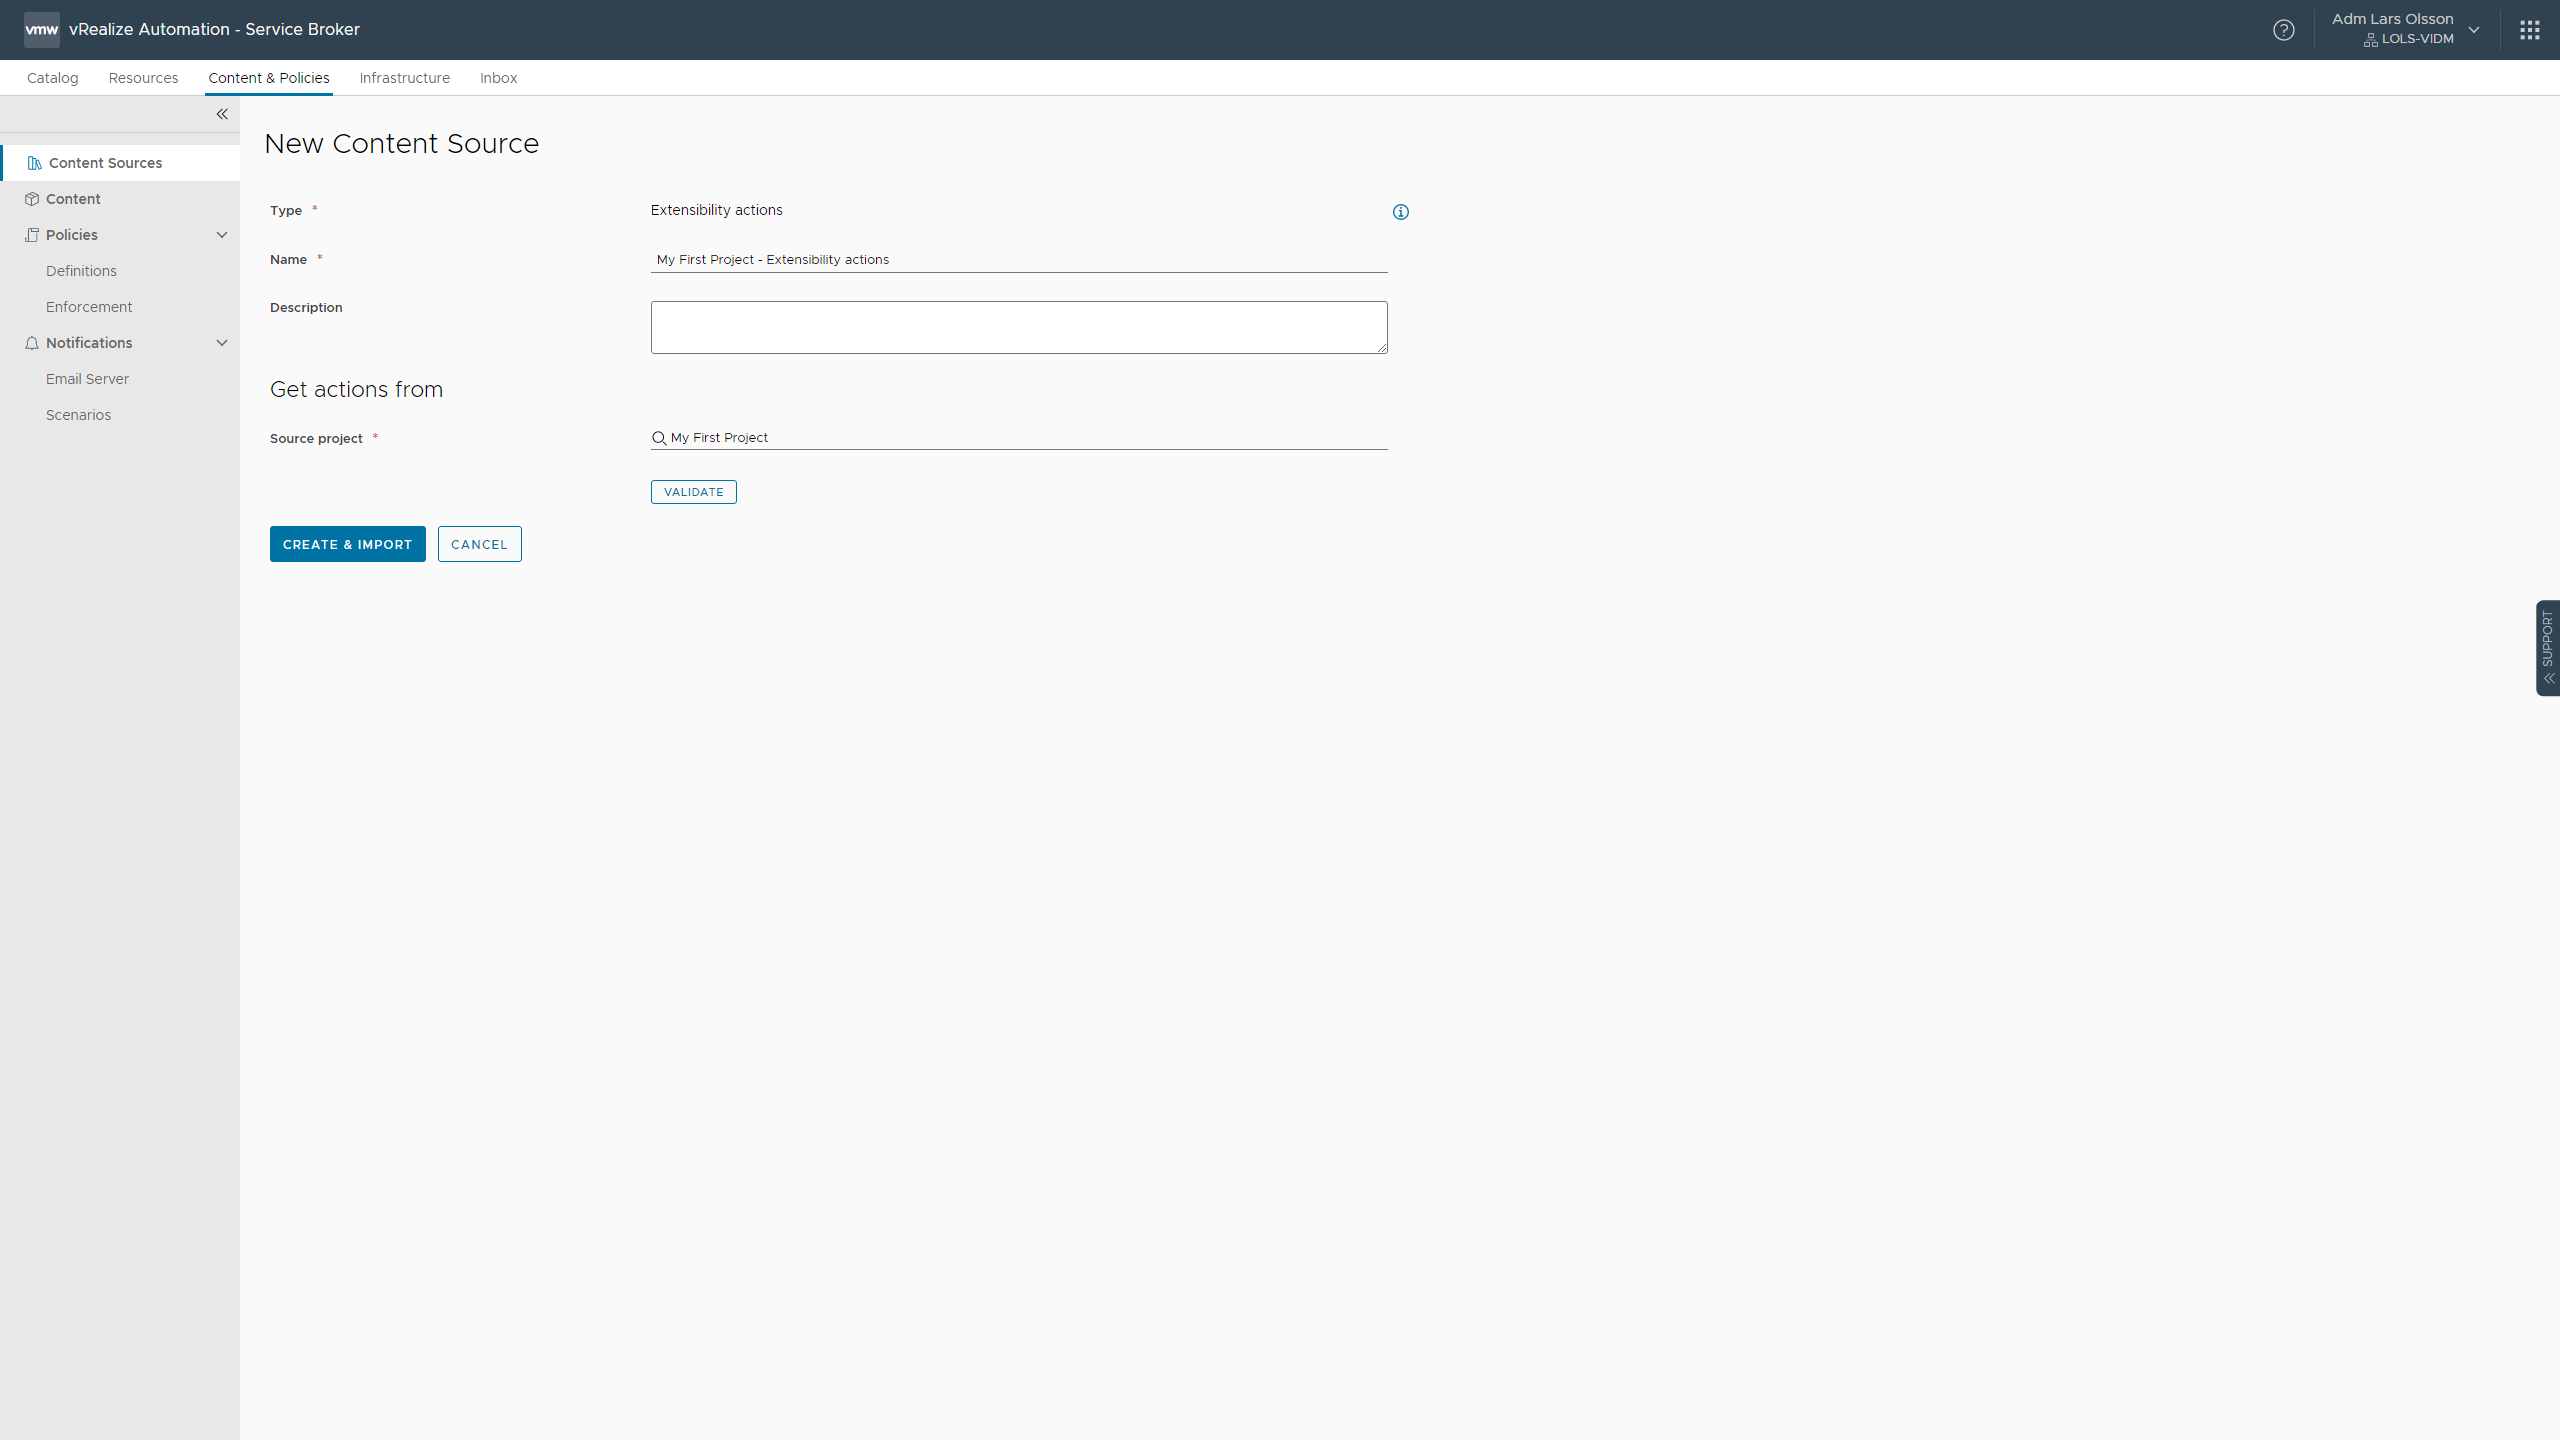 vmw vRealize Automation - Service Broker
Adm Lars Olsson
LOLS-VIDM
Catalog Resources Content & Policies Infrastructure Inbox
Content Sources
Content
Policies
Definitions
Enforcement
Notifications
Email Server
Scenarios
New Content Source
Type * Extensibility actions
Name * My First Project - Extensibility actions
Description
Get actions from
Source project * My First Project
VALIDATE
CREATE & IMPORT CANCEL
SUPPORT